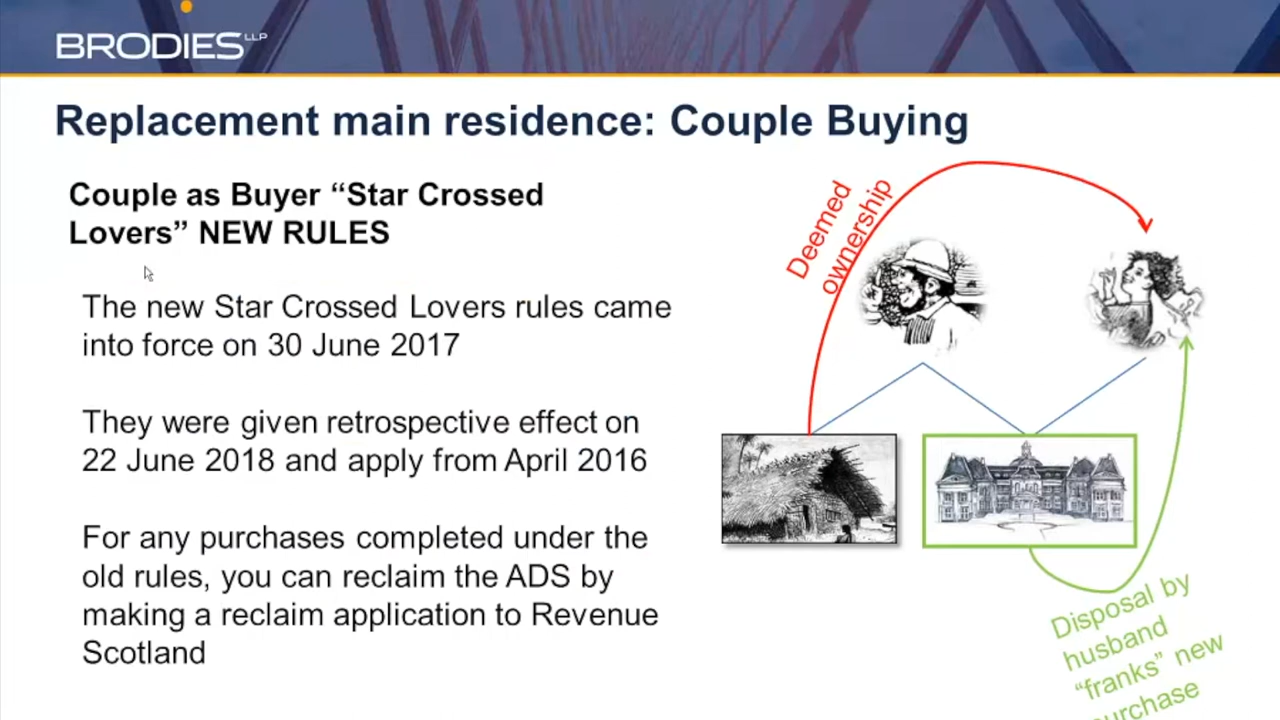 BRODIES LLP
Replacement main residence: Couple Buying
Couple as Buyer “Star Crossed
Lovers” NEW RULES
The new Star Crossed Lovers rules came
into force on 30 June 2017
They were given retrospective effect on
22 June 2018 and apply from April 2016
For any purchases completed under the
old rules, you can reclaim the ADS by
making a reclaim application to Revenue
Scotland
Deemed
ownership
Disposal by
husband
“franks” new
purchase